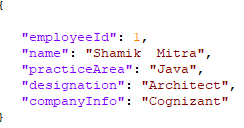 {
"employeeId": 1,
"name": "Shamik  Mitra",
"practiceArea": "Java",
"designation": "Architect",
"companyInfo": "Cognizant"
}